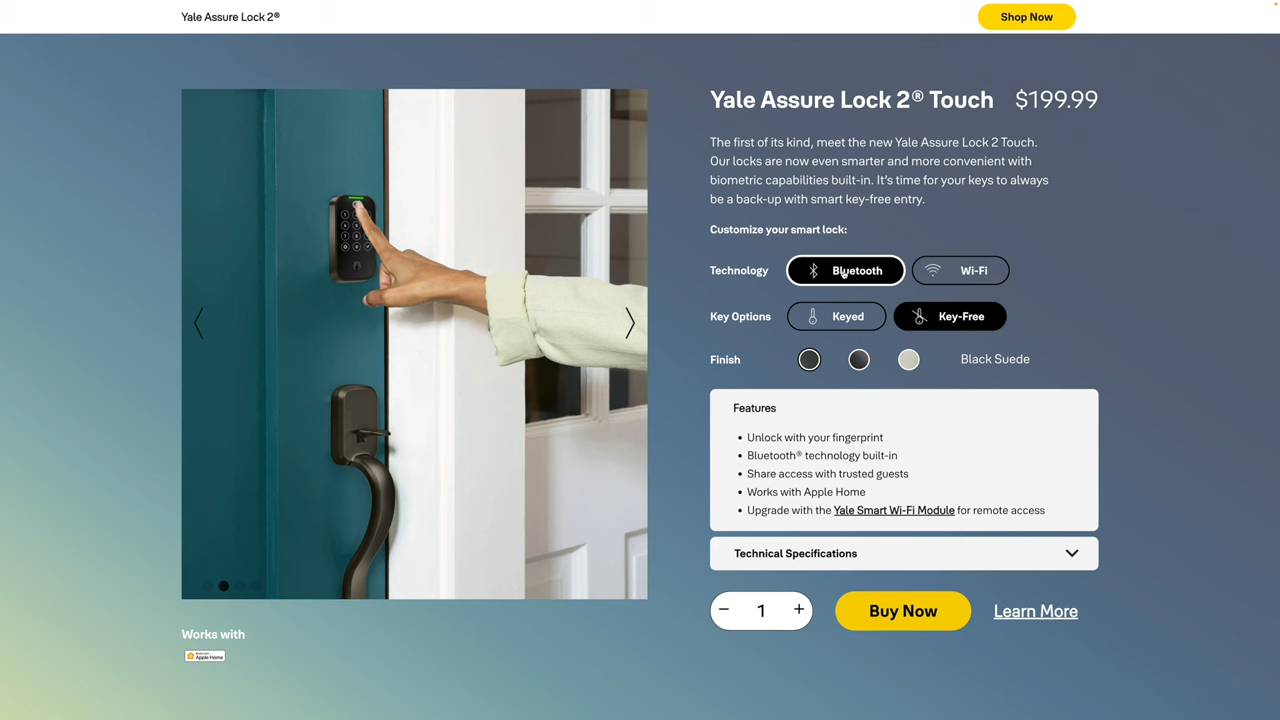 Yale Assure Lock 2®
Shop Now
Yale Assure Lock 2® Touch $199.99
The first of its kind, meet the new Yale Assure Lock 2 Touch.
Our locks are now even smarter and more convenient with
biometric capabilities built-in. It's time for your keys to always
be a back-up with smart key-free entry.
Customize your smart lock:
Technology Bluetooth Wi-Fi
Key Options Keyed Key-Free
Finish Black Suede
Features
• Unlock with your fingerprint
• Bluetooth® technology built-in
• Share access with trusted guests
• Works with Apple Home
• Upgrade with the Yale Smart Wi-Fi Module for remote access
Technical Specifications
− 1 + Buy Now Learn More
Works with
Apple Home